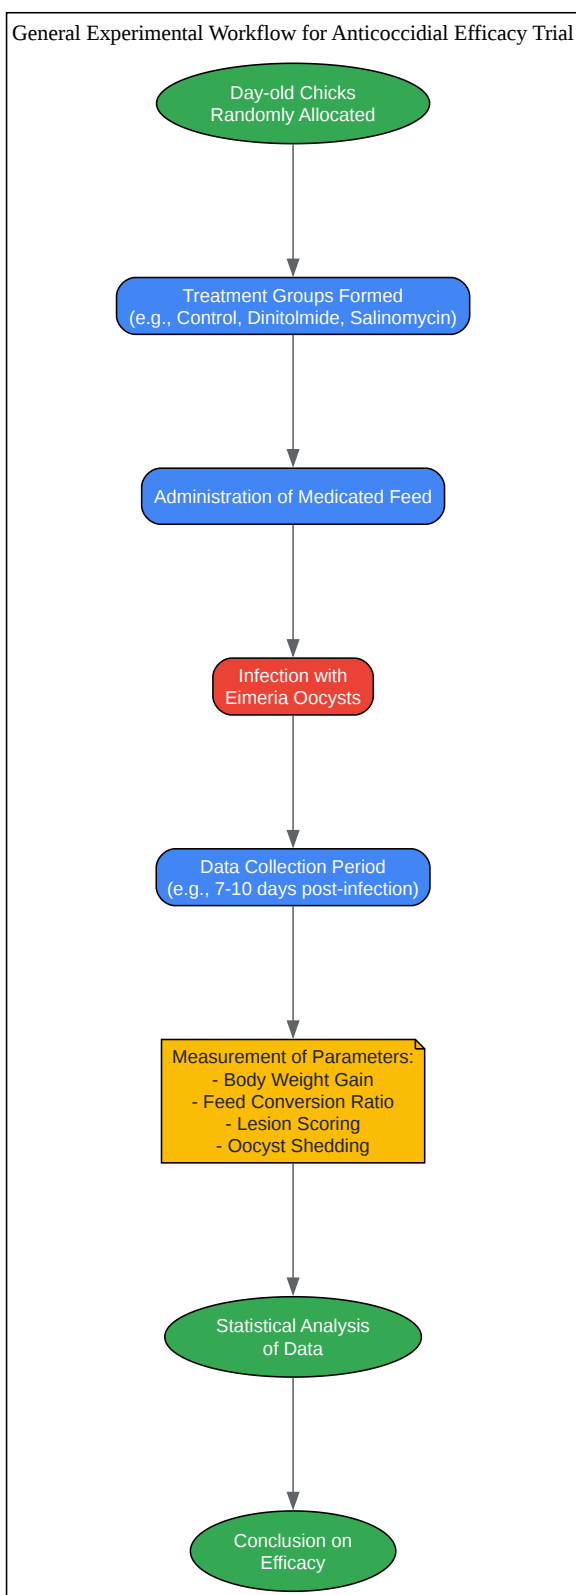 General Experimental Workflow for Anticoccidial Efficacy Trial
Day-old Chicks
Randomly Allocated
Treatment Groups Formed
(e.g., Control, Dinitolmide, Salinomycin)
Administration of Medicated Feed
Infection with
Eimeria Oocysts
Data Collection Period
(e.g., 7-10 days post-infection)
Measurement of Parameters:
- Body Weight Gain
- Feed Conversion Ratio
- Lesion Scoring
- Oocyst Shedding
Statistical Analysis
of Data
Conclusion on
Efficacy